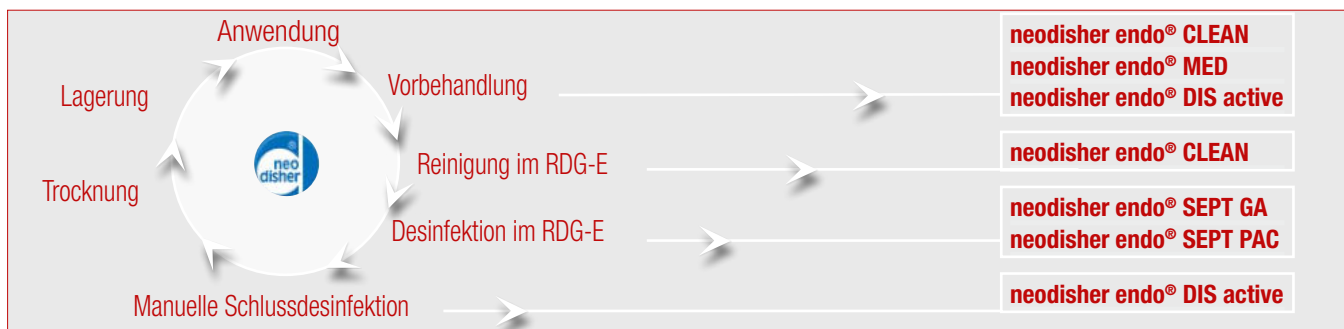 Anwendung
Vorbehandlung
Reinigung im RDG-E
Desinfektion im RDG-E
Manuelle Schlussdesinfektion
Trocknung
Lagerung
neo
disher
®
neodisher endo® CLEAN
neodisher endo® MED
neodisher endo® DIS active
neodisher endo® CLEAN
neodisher endo® SEPT GA
neodisher endo® SEPT PAC
neodisher endo® DIS active